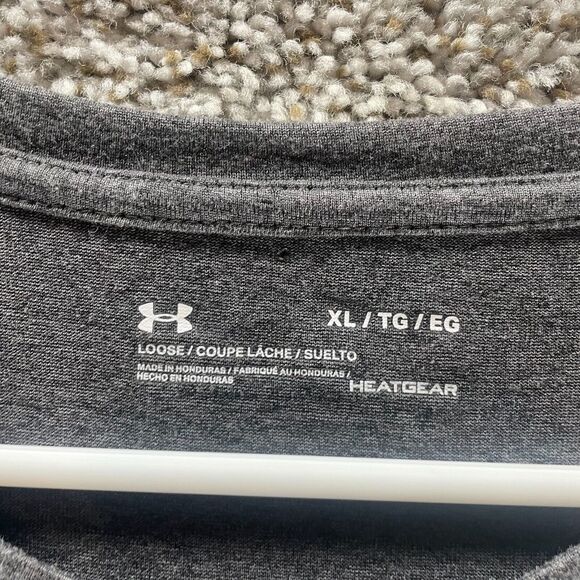 XL / TG / EG
LOOSE / COUPE LÂCHE / SUELTO
MADE IN HONDURAS / FABRIQUÉ AU HONDURAS /
HECHO EN HONDURAS
HEATGEAR